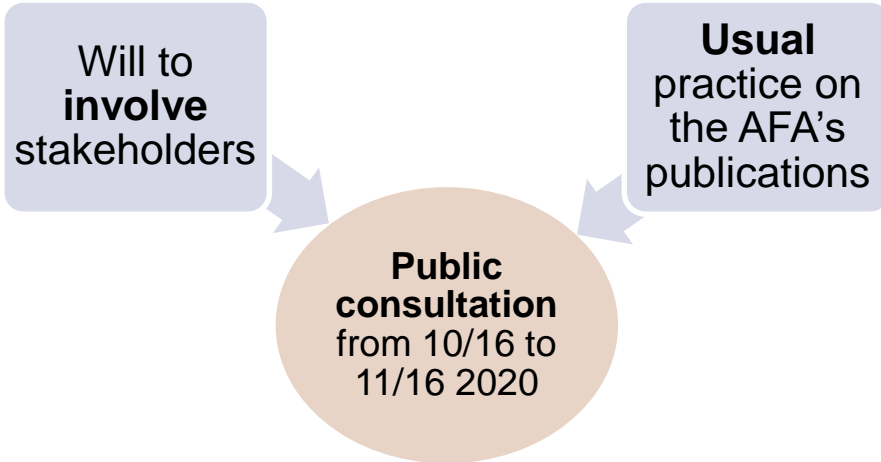 Will to
involve
stakeholders
Usual
practice on
the AFA's
publications
Public
consultation
from 10/16 to
11/16 2020